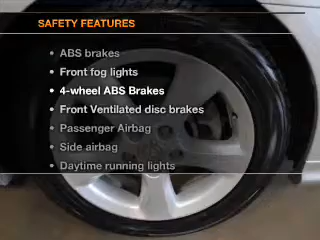 SAFETY FEATURES
• ABS brakes
• Front fog lights
• 4-wheel ABS Brakes
• Front Ventilated disc brakes
• Passenger Airbag
• Side airbag
• Daytime running lights